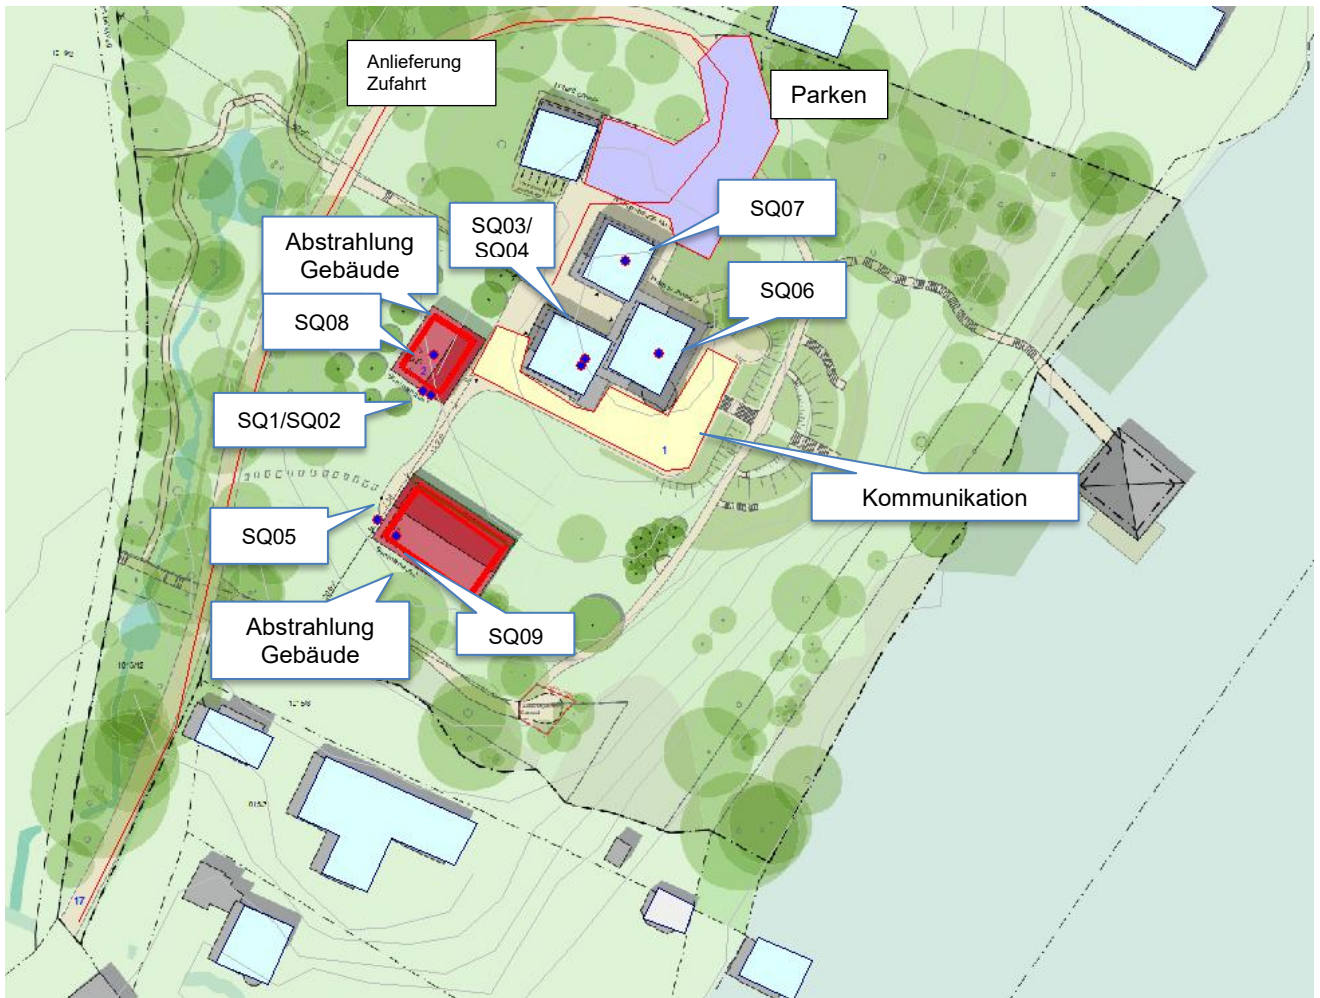 Anlieferung
Zufahrt
Parken
SQ07
SQ03/
SQ04
Abstrahlung
Gebäude
SQ06
SQ08
2
SQ1/SQ02
1
Kommunikation
SQ05
Abstrahlung
Gebäude
SQ09
17